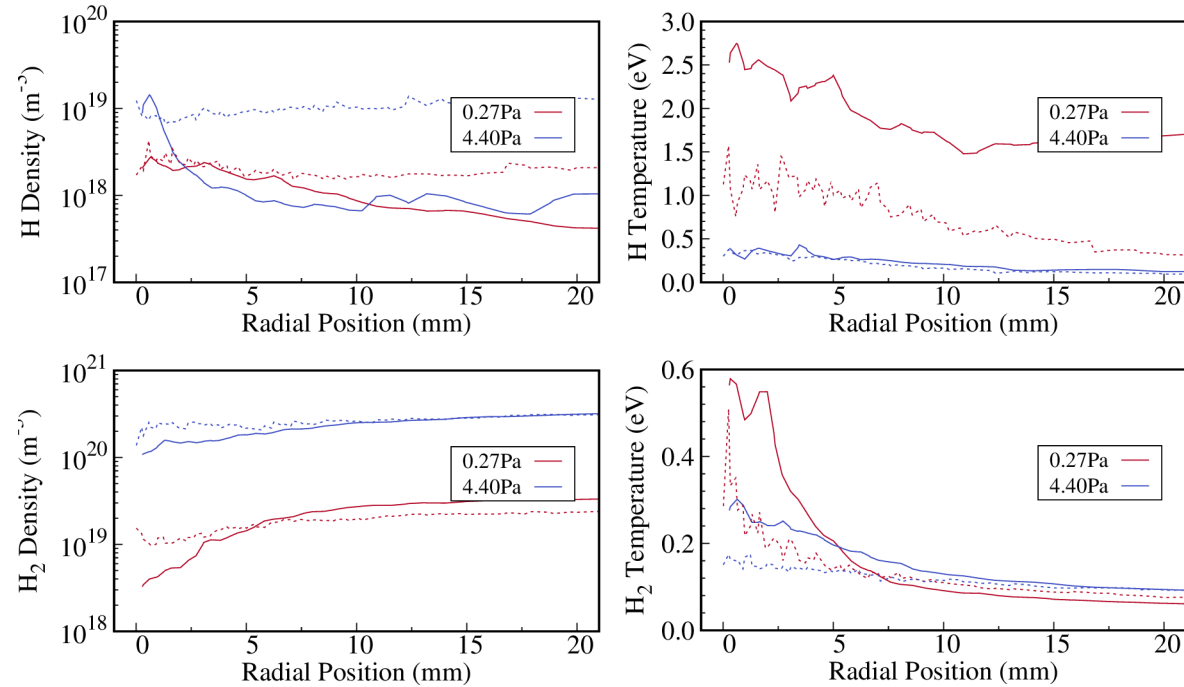 10^20
10^19
10^18
10^17
H Density (m^-3)
0.27Pa
4.40Pa
0 5 10 15 20
Radial Position (mm)
3.0
2.5
2.0
1.5
1.0
0.5
0.0
H Temperature (eV)
0.27Pa
4.40Pa
0 5 10 15 20
Radial Position (mm)
10^21
10^20
10^19
10^18
H_2 Density (m^-3)
0.27Pa
4.40Pa
0 5 10 15 20
Radial Position (mm)
0.6
0.4
0.2
0.0
H_2 Temperature (eV)
0.27Pa
4.40Pa
0 5 10 15 20
Radial Position (mm)